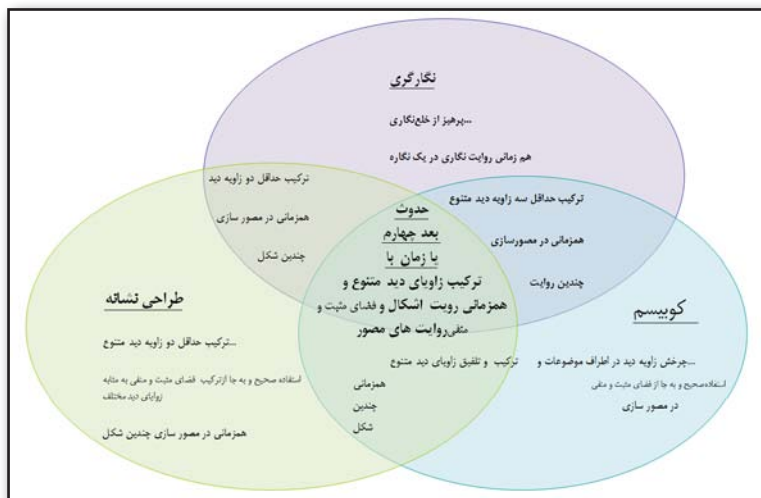 نگارگری
...پرهیز از خلع‌نگاری
هم زمانی روایت نگاری در یک نگاره
ترکیب حداقل دو زاویه دید
همزمانی در مصور سازی
چندین شکل
ترکیب حداقل سه زاویه دید متنوع
همزمانی در مصورسازی
چندین روایت
حدوث
بعد چهارم
یا زمان با
ترکیب زاویای دید متنوع و
همزمانی رویت اشکال و فضای مثبت و
منفی‌روایت های مصور
طراحی نشانه
...ترکیب حداقل دو زاویه دید متنوع
استفاده صحیح و به جا ازترکیب فضای مثبت و منفی به مثابه
زوایای دید مختلف
همزمانی در مصور سازی چندین شکل
ترکیب و تلفیق زاویای دید متنوع
همزمانی
چندین
شکل
کوبیسم
...چرخش زاویه دید در اطراف موضوعات و
استفاده‌صحیح و به جا از فضای مثبت و منفی
در مصور سازی